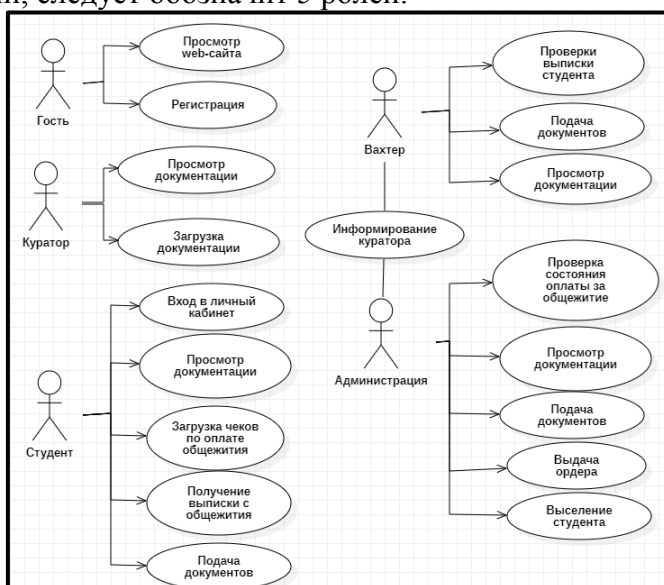 следует обозначит 5 ролей:
Просмотр
web-сайта
Регистрация
Гость
Просмотр
документации
Загрузка
документации
Куратор
Вход в личный
кабинет
Просмотр
документации
Загрузка чеков
по оплате
общежития
Получение
выписки с
общежития
Подача
документов
Студент
Проверки
выписки
студента
Подача
документов
Просмотр
документации
Вахтер
Информирование
куратора
Администрация
Проверка
состояния
оплаты за
общежитие
Просмотр
документации
Подача
документов
Выдача
ордера
Выселение
студента